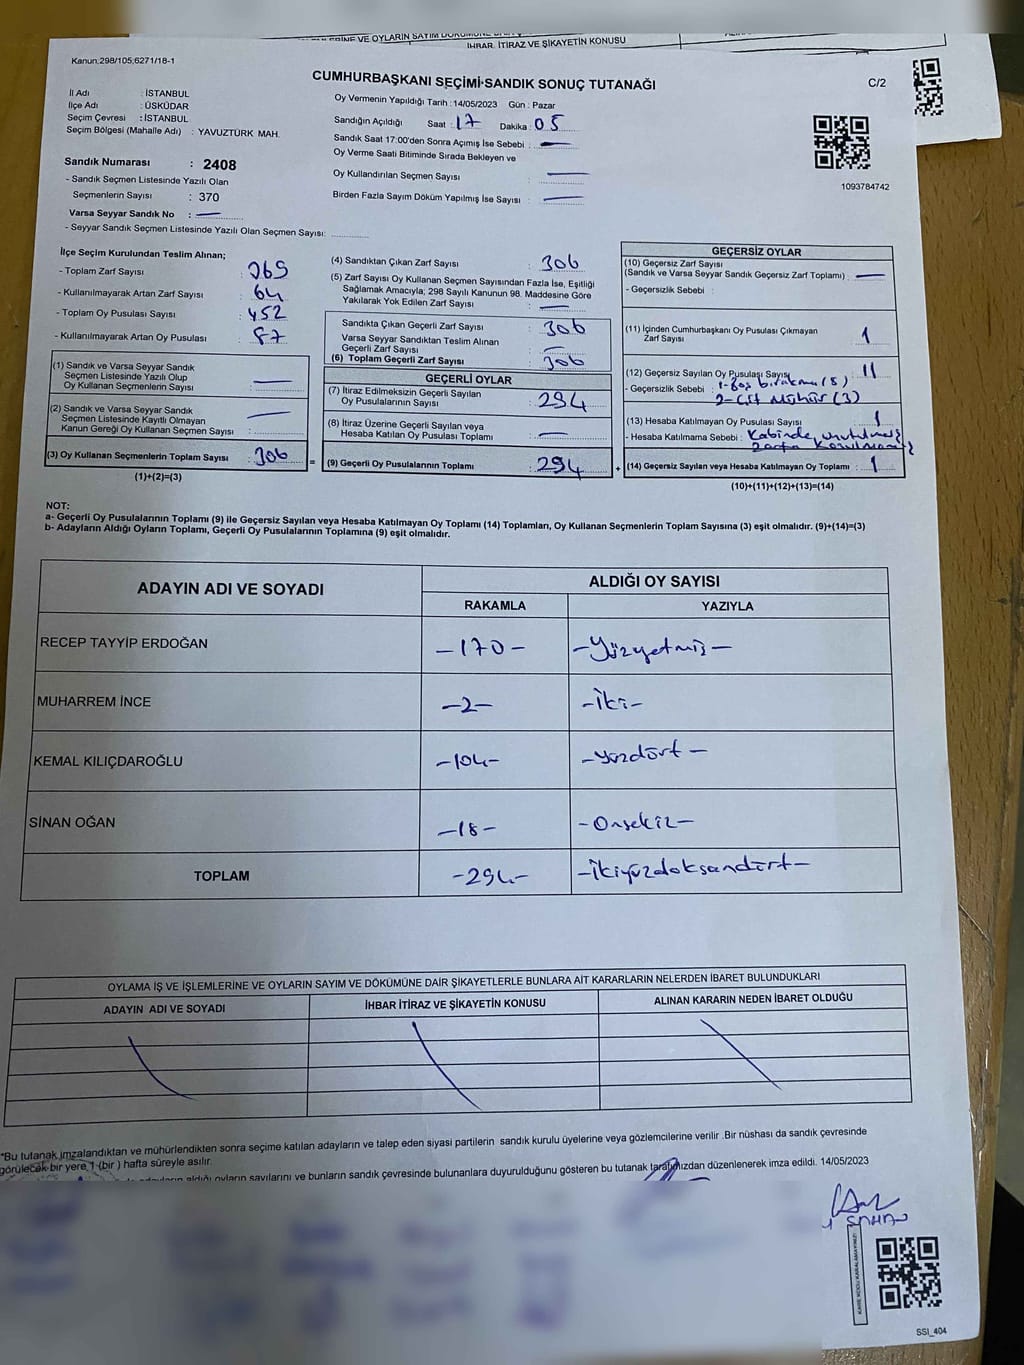 İHBAR, İTİRAZ VE ŞİKAYETİN KONUSU
Kanun:298/105;6271/18-1
CUMHURBAŞKANI SEÇİMİ-SANDIK SONUÇ TUTANAĞI
C/2
İl Adı : İSTANBUL
İlçe Adı : ÜSKÜDAR
Seçim Çevresi : İSTANBUL
Seçim Bölgesi (Mahalle Adı) : YAVUZTÜRK MAH.
Oy Vermenin Yapıldığı Tarih : 14/05/2023 Gün : Pazar
Sandığın Açıldığı Saat : 17 Dakika : 05
Sandık Saat 17:00'den Sonra Açımış İse Sebebi : —
Oy Verme Saati Bitiminde Sırada Bekleyen ve
Oy Kullandırılan Seçmen Sayısı : —
Birden Fazla Sayım Döküm Yapılmış İse Sayısı : —
1093784742
Sandık Numarası : 2408
- Sandık Seçmen Listesinde Yazılı Olan
Seçmenlerin Sayısı : 370
Varsa Seyyar Sandık No : —
- Seyyar Sandık Seçmen Listesinde Yazılı Olan Seçmen Sayısı:
İlçe Seçim Kurulundan Teslim Alınan;
- Toplam Zarf Sayısı : 369
- Kullanılmayarak Artan Zarf Sayısı : 64
- Toplam Oy Pusulası Sayısı : 452
- Kullanılmayarak Artan Oy Pusulası : 87
(1) Sandık ve Varsa Seyyar Sandık
Seçmen Listesinde Yazılı Olup
Oy Kullanan Seçmenlerin Sayısı : —
(2) Sandık ve Varsa Seyyar Sandık
Seçmen Listesinde Kayıtlı Olmayan
Kanun Gereği Oy Kullanan Seçmen Sayısı : —
(3) Oy Kullanan Seçmenlerin Toplam Sayısı : 306
(1)+(2)=(3)
=
(4) Sandıktan Çıkan Zarf Sayısı : 306
(5) Zarf Sayısı Oy Kullanan Seçmen Sayısından Fazla İse, Eşitliği
Sağlamak Amacıyla; 298 Sayılı Kanunun 98. Maddesine Göre
Yakılarak Yok Edilen Zarf Sayısı : —
Sandıkta Çıkan Geçerli Zarf Sayısı : 306
Varsa Seyyar Sandıktan Teslim Alınan
Geçerli Zarf Sayısı : —
(6) Toplam Geçerli Zarf Sayısı : 306
GEÇERLİ OYLAR
(7) İtiraz Edilmeksizin Geçerli Sayılan
Oy Pusulalarının Sayısı : 294
(8) İtiraz Üzerine Geçerli Sayılan veya
Hesaba Katılan Oy Pusulası Toplamı : —
(9) Geçerli Oy Pusulalarının Toplamı : 294
+
GEÇERSİZ OYLAR
(10) Geçersiz Zarf Sayısı
(Sandık ve Varsa Seyyar Sandık Geçersiz Zarf Toplamı) : —
- Geçersizlik Sebebi :
(11) İçinden Cumhurbaşkanı Oy Pusulası Çıkmayan
Zarf Sayısı : 1
(12) Geçersiz Sayılan Oy Pusulası Sayısı : 11
- Geçersizlik Sebebi : 1-Boş bırakma (8)
2-Çift Mühür (3)
(13) Hesaba Katılmayan Oy Pusulası Sayısı : 1
- Hesaba Katılmama Sebebi : Kabinde unutulmuş
(14) Geçersiz Sayılan veya Hesaba Katılmayan Oy Toplamı : 1
(10)+(11)+(12)+(13)=(14)
NOT:
a- Geçerli Oy Pusulalarının Toplamı (9) ile Geçersiz Sayılan veya Hesaba Katılmayan Oy Toplamı (14) Toplamları, Oy Kullanan Seçmenlerin Toplam Sayısına (3) eşit olmalıdır. (9)+(14)=(3)
b- Adayların Aldığı Oyların Toplamı, Geçerli Oy Pusulalarının Toplamına (9) eşit olmalıdır.
ADAYIN ADI VE SOYADI ALDIĞI OY SAYISI
RAKAMLA YAZIYLA
RECEP TAYYİP ERDOĞAN -170- -Yüzyetmiş-
MUHARREM İNCE -2- -İki-
KEMAL KILIÇDAROĞLU -104- -yüzdört-
SİNAN OĞAN -18- -Onsekiz-
TOPLAM -294- -İkiyüzdoksandört-
OYLAMA İŞ VE İŞLEMLERİNE VE OYLARIN SAYIM VE DÖKÜMÜNE DAİR ŞİKAYETLERLE BUNLARA AİT KARARLARIN NELERDEN İBARET BULUNDUKLARI
ADAYIN ADI VE SOYADI İHBAR İTİRAZ VE ŞİKAYETİN KONUSU ALINAN KARARIN NEDEN İBARET OLDUĞU
*Bu tutanak imzalandıktan ve mühürlendikten sonra seçime katılan adayların ve talep eden siyasi partilerin sandık kurulu üyelerine veya gözlemcilerine verilir .Bir nüshası da sandık çevresinde
görülecek bir yere 1 (bir ) hafta süreyle asılır.
aldığı oyların sayılarını ve bunların sandık çevresinde bulunanlara duyurulduğunu gösteren bu tutanak tarafımızdan düzenlenerek imza edildi. 14/05/2023
SSI_404